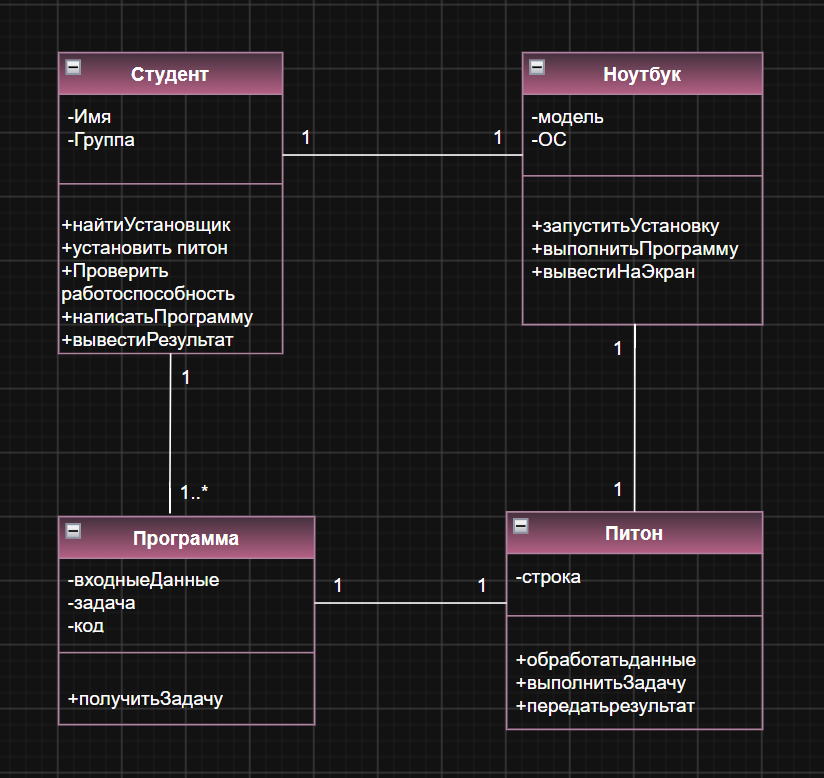 Студент
-Имя
-Группа
+найтиУстановщик
+установить питон
+Проверить
работоспособность
+написатьПрограмму
+вывестиРезультат
1
1
Ноутбук
-модель
-ОС
+запуститьУстановку
+выполнитьПрограмму
+вывестиНаЭкран
1
1..*
1
1
Программа
-входныеДанные
-задача
-код
+получитьЗадачу
1
1
Питон
-строка
+обработатьданные
+выполнитьЗадачу
+передатьрезультат